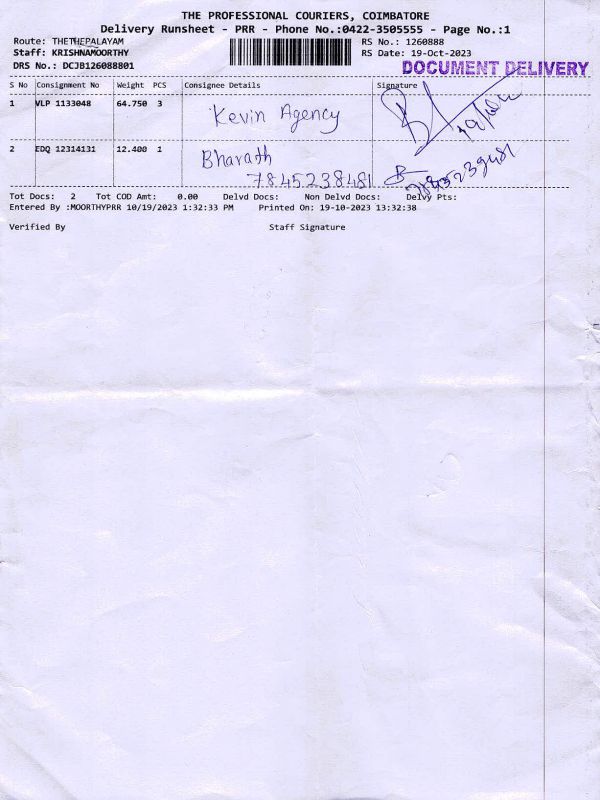 THE PROFESSIONAL COURIERS, COIMBATORE
Delivery Runsheet - PRR - Phone No.:0422-3505555 - Page No.:1
Route: THETHEPALAYAM RS No.: 1260888
Staff: KRISHNAMOORTHY RS Date: 19-Oct-2023
DRS No.: DCJB126088801 DOCUMENT DELIVERY
S No Consignment No Weight PCS Consignee Details Signature
1 VLP 1133048 64.750 3 Kevin Agency
2 EDQ 12314131 12.400 1 Bharath
7845238481 7845238481
Tot Docs: 2 Tot COD Amt: 0.00 Delvd Docs: Non Delvd Docs: Delvy Pts:
Entered By :MOORTHYPRR 10/19/2023 1:32:33 PM Printed On: 19-10-2023 13:32:38
Verified By Staff Signature